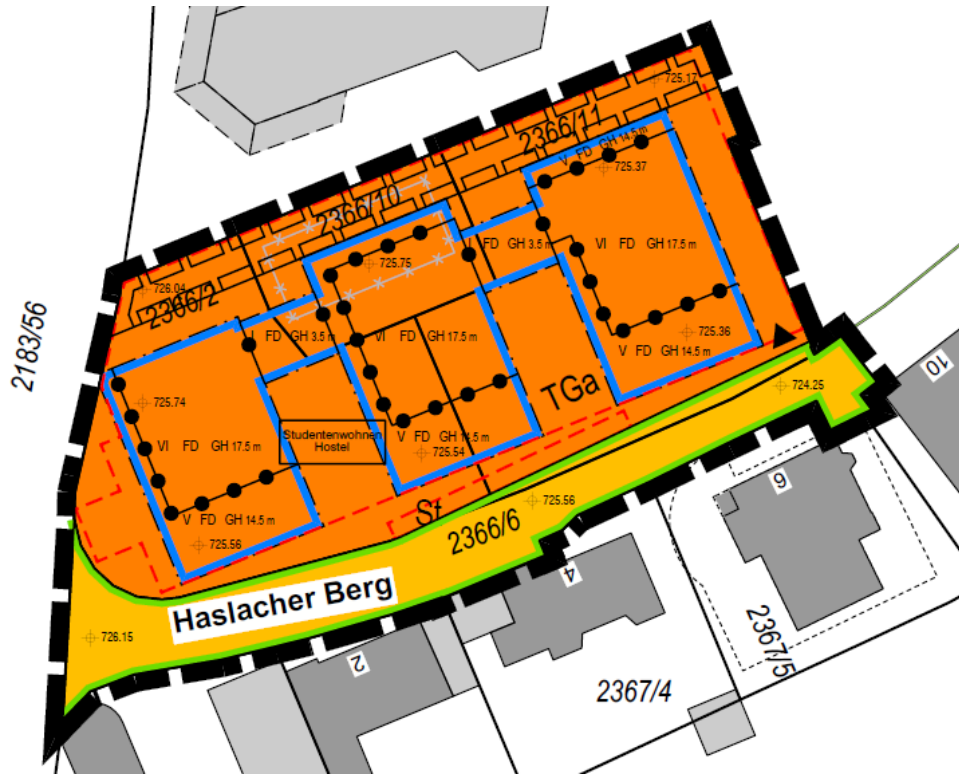 725.17
2366/11
V FD GH 14.5 m
725.37
2366/10
2183/56
726.04
2366/2
725.75
I FD GH 3.5 m
VI FD GH 17.5 m
I FD GH 3.5 m
VI FD GH 17.5 m
725.36
V FD GH 14.5 m
725.74
TGa
724.25
10
Studentenwohnen
Hostel
VI FD GH 17.5 m
V FD GH 14.5 m
725.54
St
725.56
6
V FD GH 14.5 m
725.56
2366/6
Haslacher Berg
4
726.15
2
2367/4
2367/5